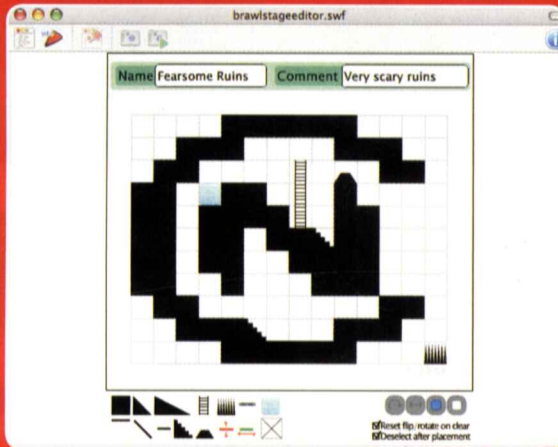 brawlstageeditor.swf
Name Fearsome Ruins Comment Very scary ruins
Reset flip/rotate on clear
Deselect after placement